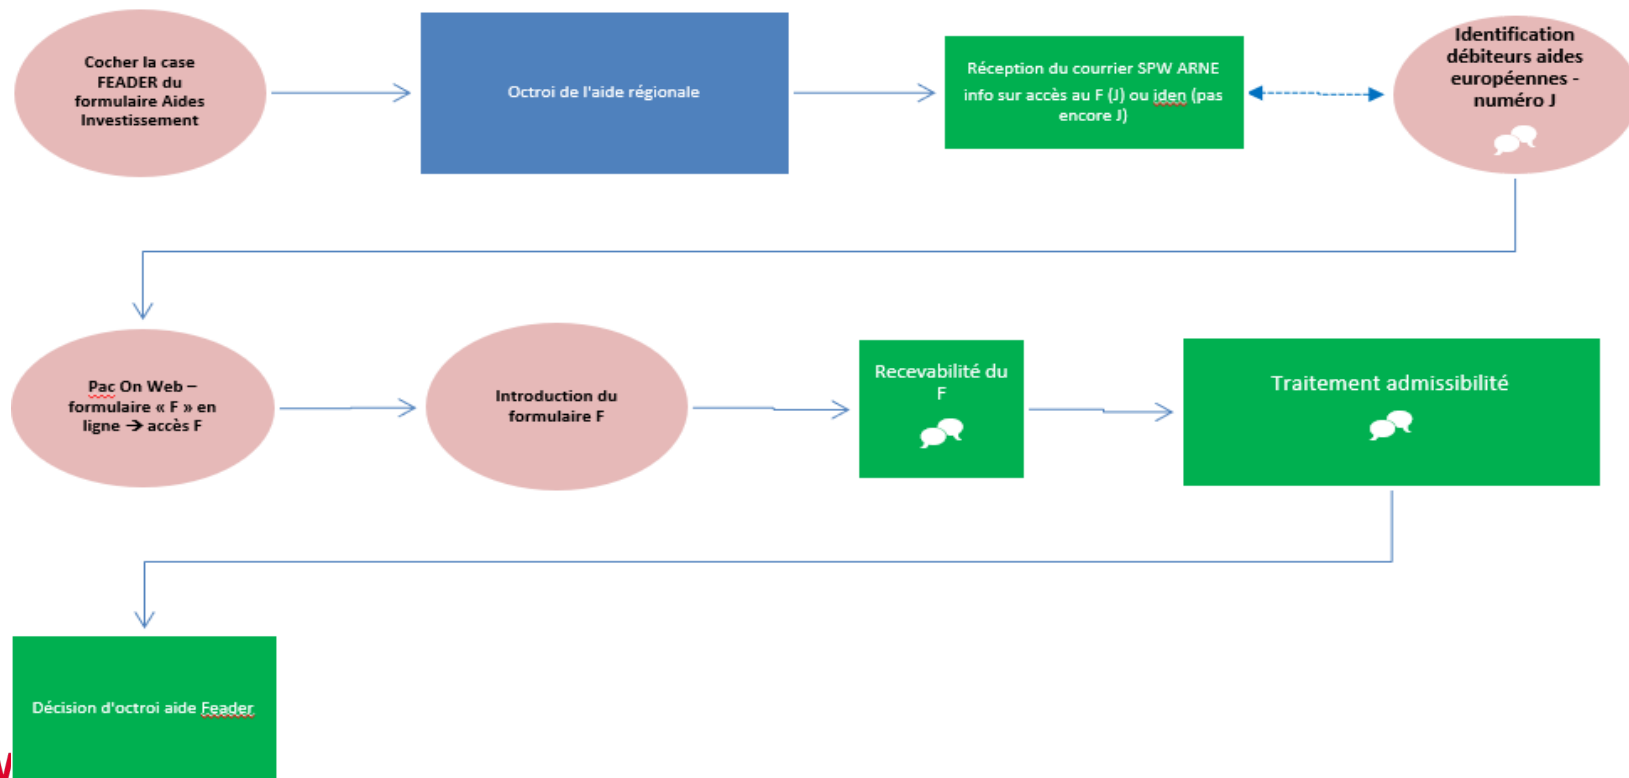 Cocher la case
FEADER du
formulaire Aides
Investissement
Octroi de l'aide régionale
Réception du courrier SPW ARNE
info sur accès au F (J) ou iden (pas
encore J)
Identification
débiteurs aides
européennes -
numéro J
Pac On Web –
formulaire « F » en
ligne → accès F
Introduction du
formulaire F
Recevabilité du
F
Traitement admissibilité
Décision d'octroi aide Feader